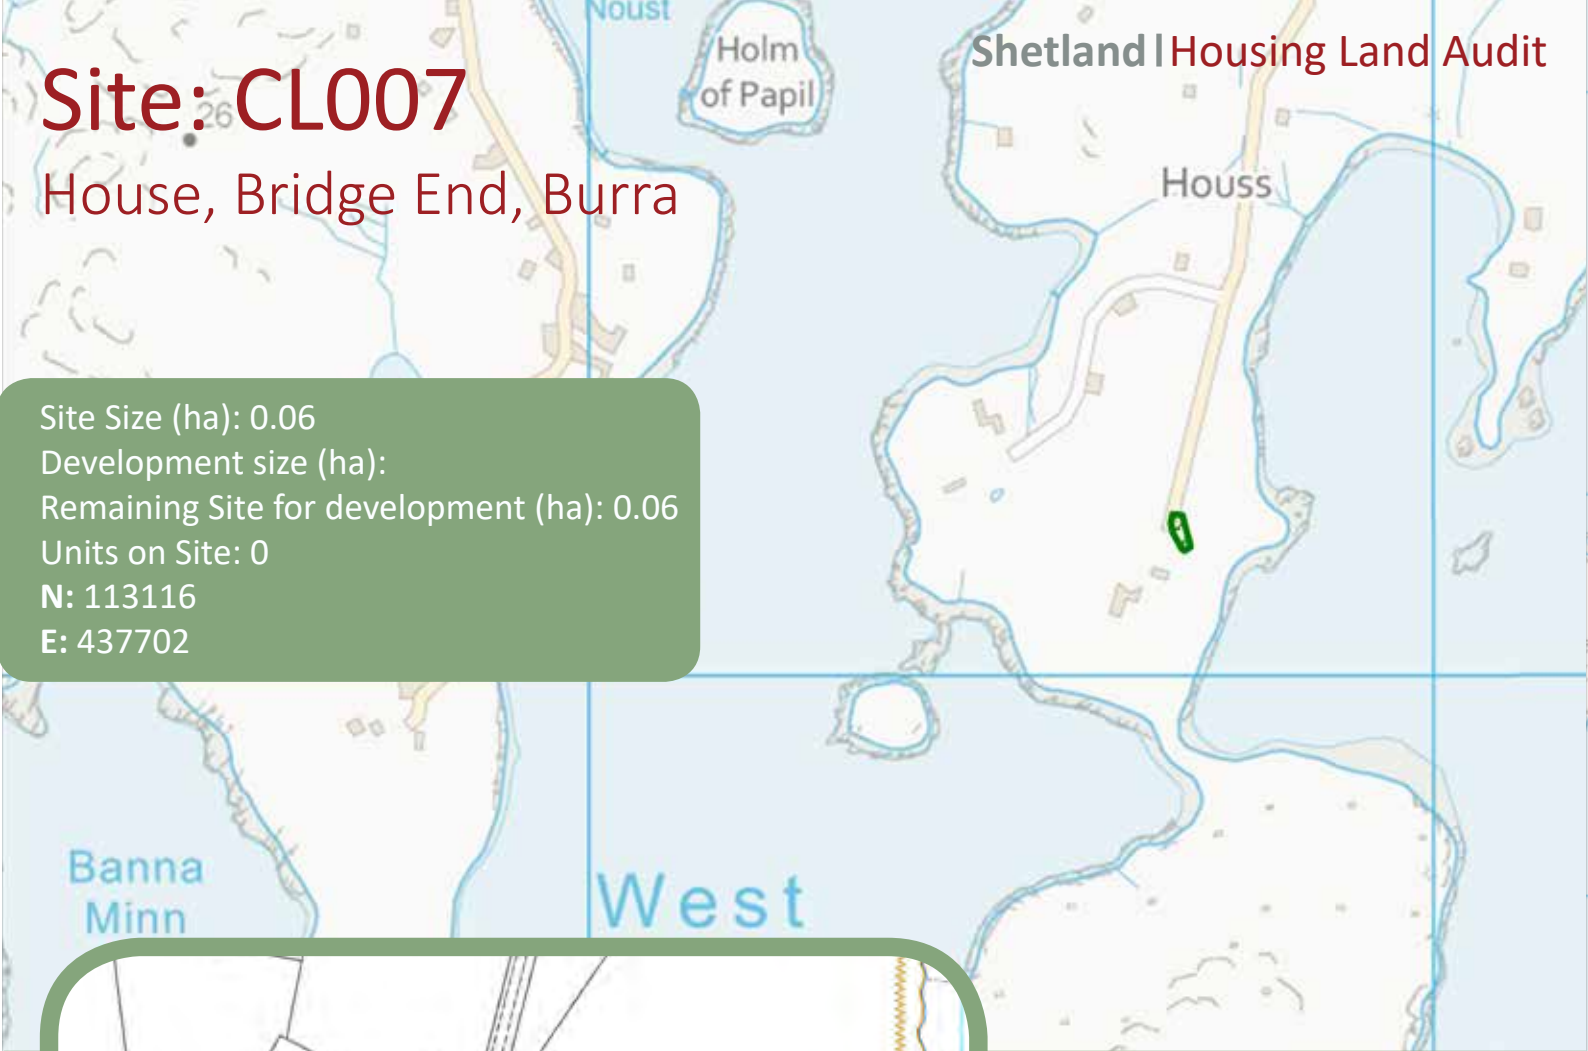 Noust
Holm
of Papil
Shetland|Housing Land Audit
Site: CL007
26
House, Bridge End, Burra
Houss
Site Size (ha): 0.06
Development size (ha):
Remaining Site for development (ha): 0.06
Units on Site: 0
N: 113116
E: 437702
Banna
Minn
West